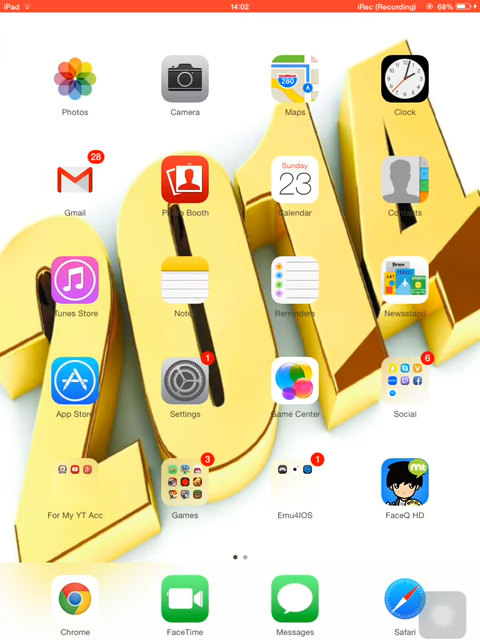 iPad 14:02 iRec (Recording) 68%
Photos Camera Maps Clock
280
28
Sunday
23
Gmail Photo Booth Calendar Contacts
iTunes Store Notes Reminders Newsstand
1 6
App Store Settings Game Center Social
3 1
mt
For My YT Acc Games Emu4IOS FaceQ HD
Chrome FaceTime Messages Safari
2014